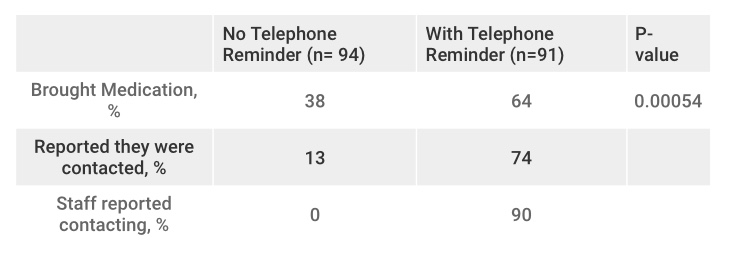 No Telephone Reminder (n= 94) With Telephone Reminder (n=91) P-value
Brought Medication, % 38 64 0.00054
Reported they were contacted, % 13 74
Staff reported contacting, % 0 90